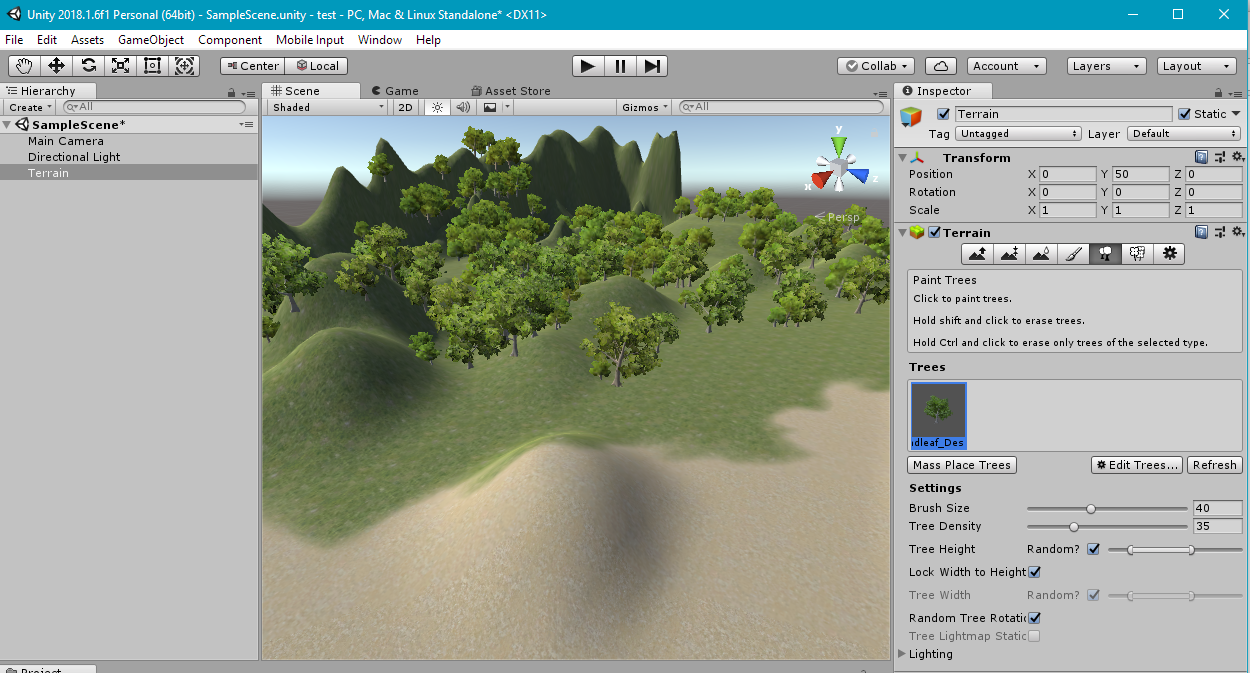 Unity 2018.1.6f1 Personal (64bit) - SampleScene.unity - test - PC, Mac & Linux Standalone* <DX11>
File Edit Assets GameObject Component Mobile Input Window Help
Center Local Collab Account Layers Layout
Hierarchy
Create All
SampleScene*
Main Camera
Directional Light
Terrain
Scene Game Asset Store
Shaded 2D Gizmos All
y
x
z
Persp
Inspector
Terrain Static
Tag Untagged Layer Default
Transform
Position X 0 Y 50 Z 0
Rotation X 0 Y 0 Z 0
Scale X 1 Y 1 Z 1
Terrain
Paint Trees
Click to paint trees.
Hold shift and click to erase trees.
Hold Ctrl and click to erase only trees of the selected type.
Trees
dleaf_Des
Mass Place Trees Edit Trees... Refresh
Settings
Brush Size 40
Tree Density 35
Tree Height Random?
Lock Width to Height
Tree Width Random?
Random Tree Rotatic
Tree Lightmap Static
Lighting
Project